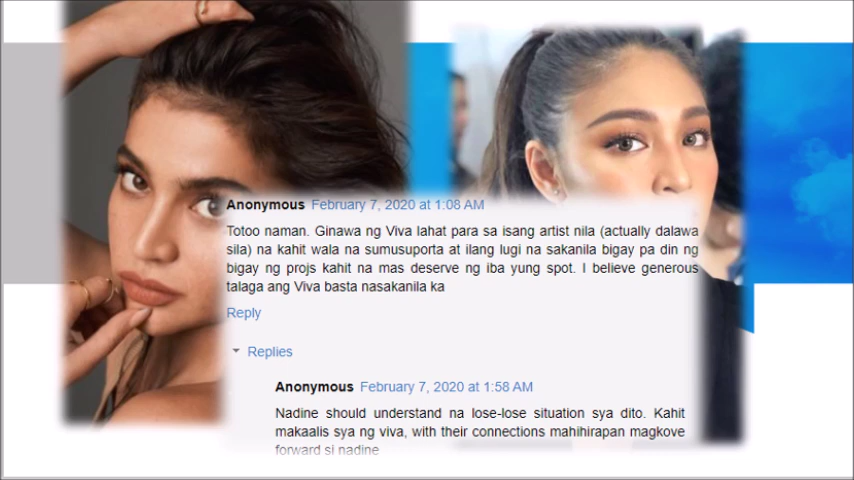 Anonymous February 7, 2020 at 1:08 AM
Totoo naman. Ginawa ng Viva lahat para sa isang artist nila (actually dalawa
sila) na kahit wala na sumusuporta at ilang lugi na sakanila bigay pa din ng
bigay ng projs kahit na mas deserve ng iba yung spot. I believe generous
talaga ang Viva basta nasakanila ka
Reply
Replies
Anonymous February 7, 2020 at 1:58 AM
Nadine should understand na lose-lose situation sya dito. Kahit
makaalis sya ng viva, with their connections mahihirapan magkove
forward si nadine